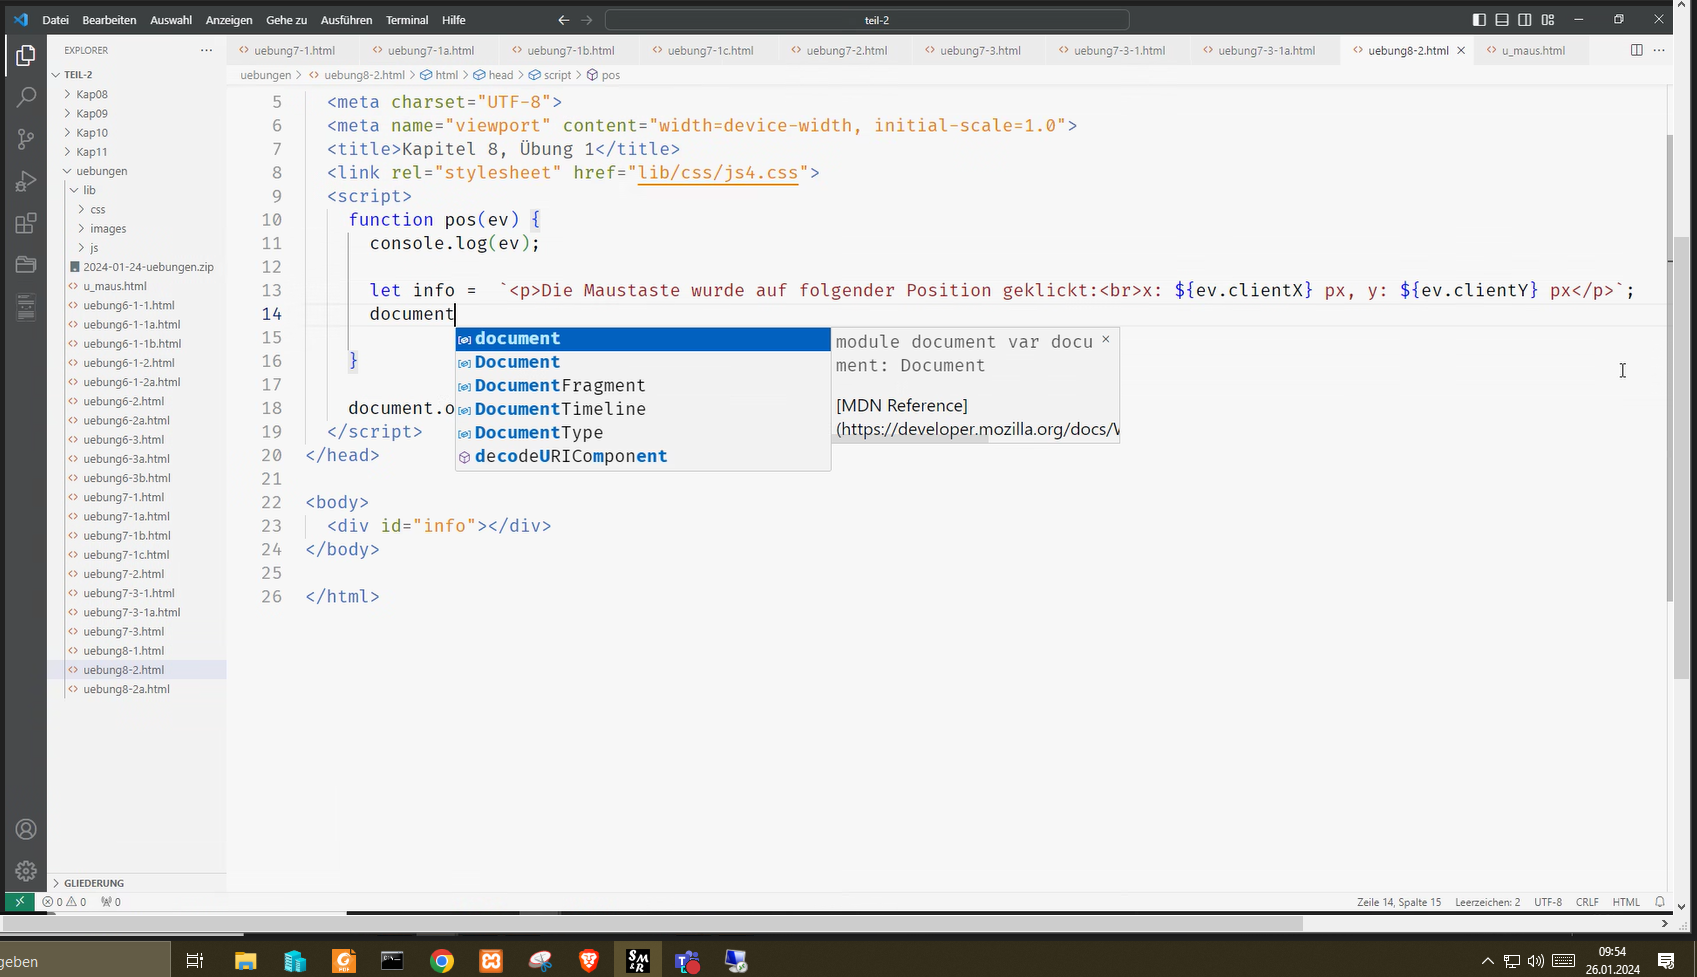 Datei Bearbeiten Auswahl Anzeigen Gehe zu Ausführen Terminal Hilfe
teil-2
EXPLORER
uebung7-1.html uebung7-1a.html uebung7-1b.html uebung7-1c.html uebung7-2.html uebung7-3.html uebung7-3-1.html uebung7-3-1a.html uebung8-2.html u_maus.html
uebungen > uebung8-2.html > html > head > script > pos
TEIL-2
Kap08
Kap09
Kap10
Kap11
uebungen
lib
css
images
js
2024-01-24-uebungen.zip
u_maus.html
uebung6-1-1.html
uebung6-1-1a.html
uebung6-1-1b.html
uebung6-1-2.html
uebung6-1-2a.html
uebung6-2.html
uebung6-2a.html
uebung6-3.html
uebung6-3a.html
uebung6-3b.html
uebung7-1.html
uebung7-1a.html
uebung7-1b.html
uebung7-1c.html
uebung7-2.html
uebung7-3-1.html
uebung7-3-1a.html
uebung7-3.html
uebung8-1.html
uebung8-2.html
uebung8-2a.html
GLIEDERUNG
5 <meta charset="UTF-8">
6 <meta name="viewport" content="width=device-width, initial-scale=1.0">
7 <title>Kapitel 8, Übung 1</title>
8 <link rel="stylesheet" href="lib/css/js4.css">
9 <script>
10 function pos(ev) {
11 console.log(ev);
12
13 let info = `<p>Die Maustaste wurde auf folgender Position geklickt:<br>x: ${ev.clientX} px, y: ${ev.clientY} px</p>`;
14 document
15
16 }
17
18 document.o
19 </script>
20 </head>
21
22 <body>
23 <div id="info"></div>
24 </body>
25
26 </html>
document
Document
DocumentFragment
DocumentTimeline
DocumentType
decodeURIComponent
module document var docu
ment: Document
[MDN Reference]
(https://developer.mozilla.org/docs/
0 0 0
Zeile 14, Spalte 15 Leerzeichen: 2 UTF-8 CRLF HTML
geben
PDF
SM&R
09:54
26.01.2024